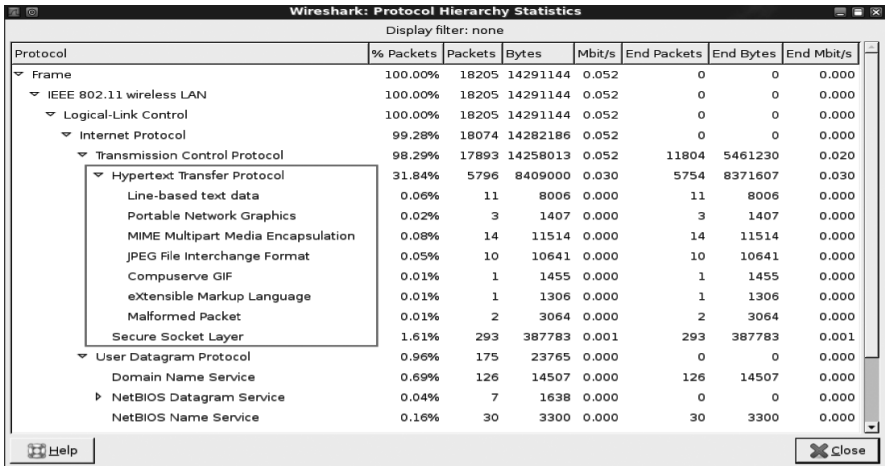 Wireshark: Protocol Hierarchy Statistics
Display filter: none
Protocol % Packets Packets Bytes Mbit/s End Packets End Bytes End Mbit/s
Frame 100.00% 18205 14291144 0.052 0 0 0.000
IEEE 802.11 wireless LAN 100.00% 18205 14291144 0.052 0 0 0.000
Logical-Link Control 100.00% 18205 14291144 0.052 0 0 0.000
Internet Protocol 99.28% 18074 14282186 0.052 0 0 0.000
Transmission Control Protocol 98.29% 17893 14258013 0.052 11804 5461230 0.020
Hypertext Transfer Protocol 31.84% 5796 8409000 0.030 5754 8371607 0.030
Line-based text data 0.06% 11 8006 0.000 11 8006 0.000
Portable Network Graphics 0.02% 3 1407 0.000 3 1407 0.000
MIME Multipart Media Encapsulation 0.08% 14 11514 0.000 14 11514 0.000
JPEG File Interchange Format 0.05% 10 10641 0.000 10 10641 0.000
Compuserve GIF 0.01% 1 1455 0.000 1 1455 0.000
eXtensible Markup Language 0.01% 1 1306 0.000 1 1306 0.000
Malformed Packet 0.01% 2 3064 0.000 2 3064 0.000
Secure Socket Layer 1.61% 293 387783 0.001 293 387783 0.001
User Datagram Protocol 0.96% 175 23765 0.000 0 0 0.000
Domain Name Service 0.69% 126 14507 0.000 126 14507 0.000
NetBIOS Datagram Service 0.04% 7 1638 0.000 0 0 0.000
NetBIOS Name Service 0.16% 30 3300 0.000 30 3300 0.000
Help Close